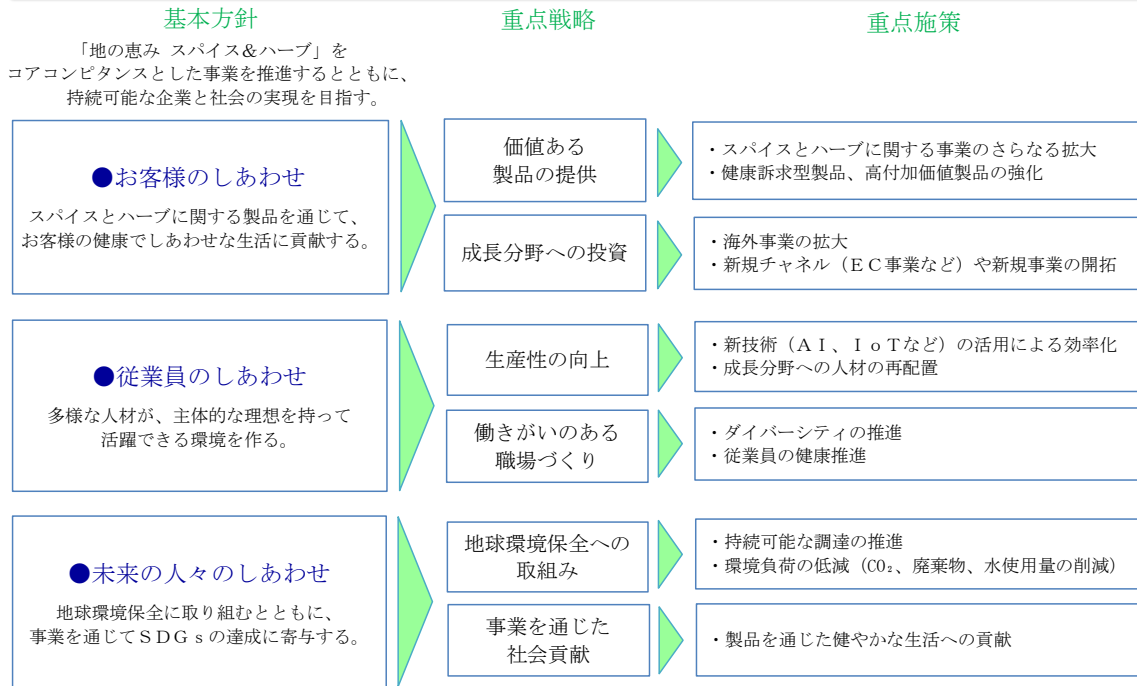 基本方針
重点戦略
重点施策
「地の恵み スパイス＆ハーブ」を
コアコンピタンスとした事業を推進するとともに、
持続可能な企業と社会の実現を目指す。
●お客様のしあわせ
スパイスとハーブに関する製品を通じて、
お客様の健康でしあわせな生活に貢献する。
価値ある
製品の提供
・スパイスとハーブに関する事業のさらなる拡大
・健康訴求型製品、高付加価値製品の強化
成長分野への投資
・海外事業の拡大
・新規チャネル（ＥＣ事業など）や新規事業の開拓
●従業員のしあわせ
多様な人材が、主体的な理想を持って
活躍できる環境を作る。
生産性の向上
・新技術（ＡＩ、ＩｏＴなど）の活用による効率化
・成長分野への人材の再配置
働きがいのある
職場づくり
・ダイバーシティの推進
・従業員の健康推進
●未来の人々のしあわせ
地球環境保全に取り組むとともに、
事業を通じてＳＤＧｓの達成に寄与する。
地球環境保全への
取組み
・持続可能な調達の推進
・環境負荷の低減（CO₂、廃棄物、水使用量の削減）
事業を通じた
社会貢献
・製品を通じた健やかな生活への貢献